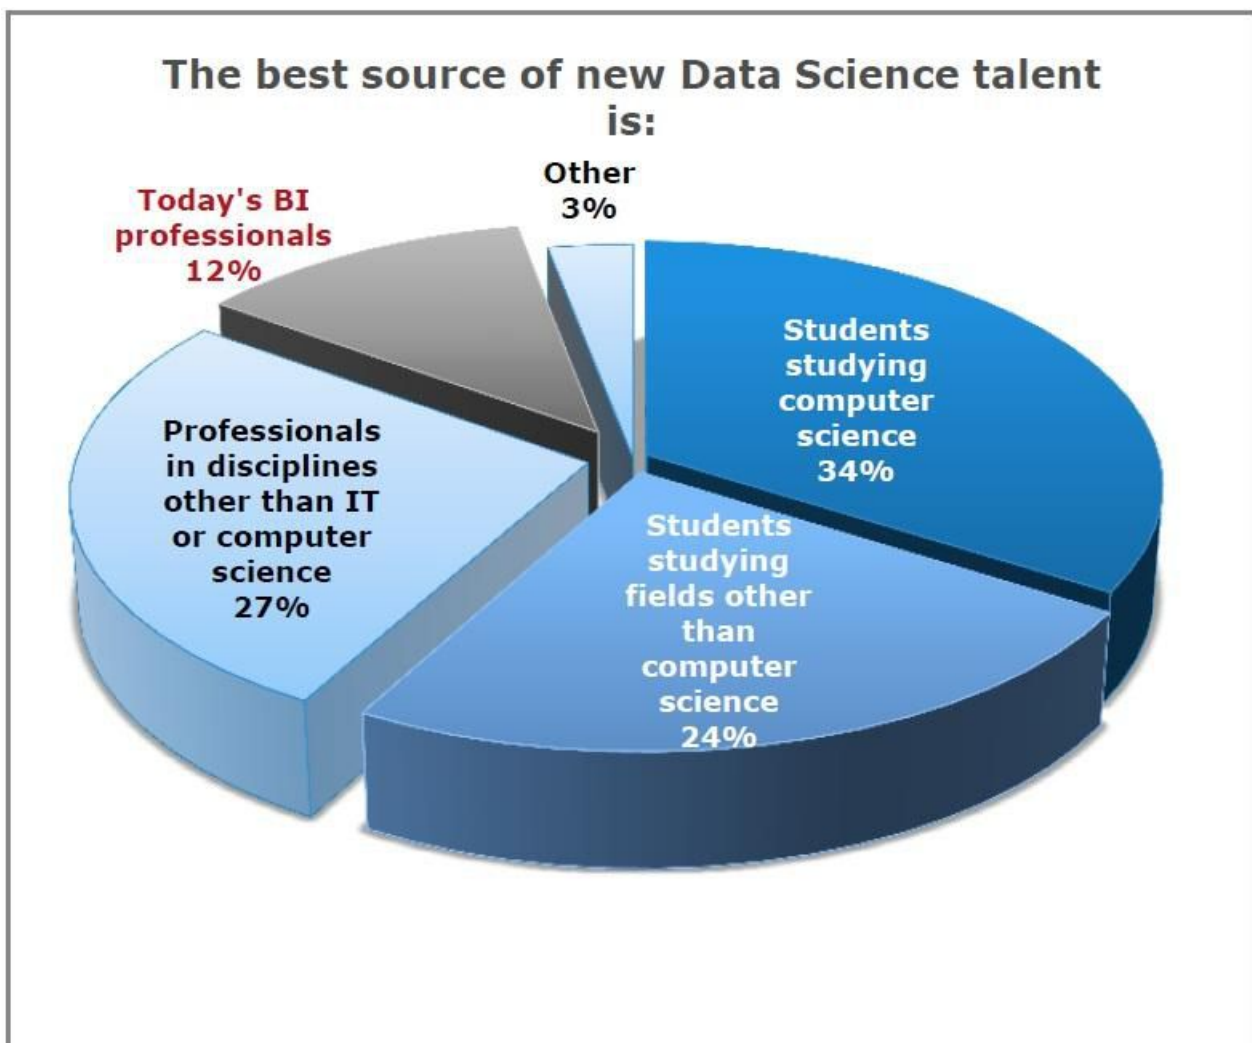 The best source of new Data Science talent
is:
Other
3%
Today's BI
professionals
12%
Students
studying
computer
science
34%
Professionals
in disciplines
other than IT
or computer
science
27%
Students
studying
fields other
than
computer
science
24%